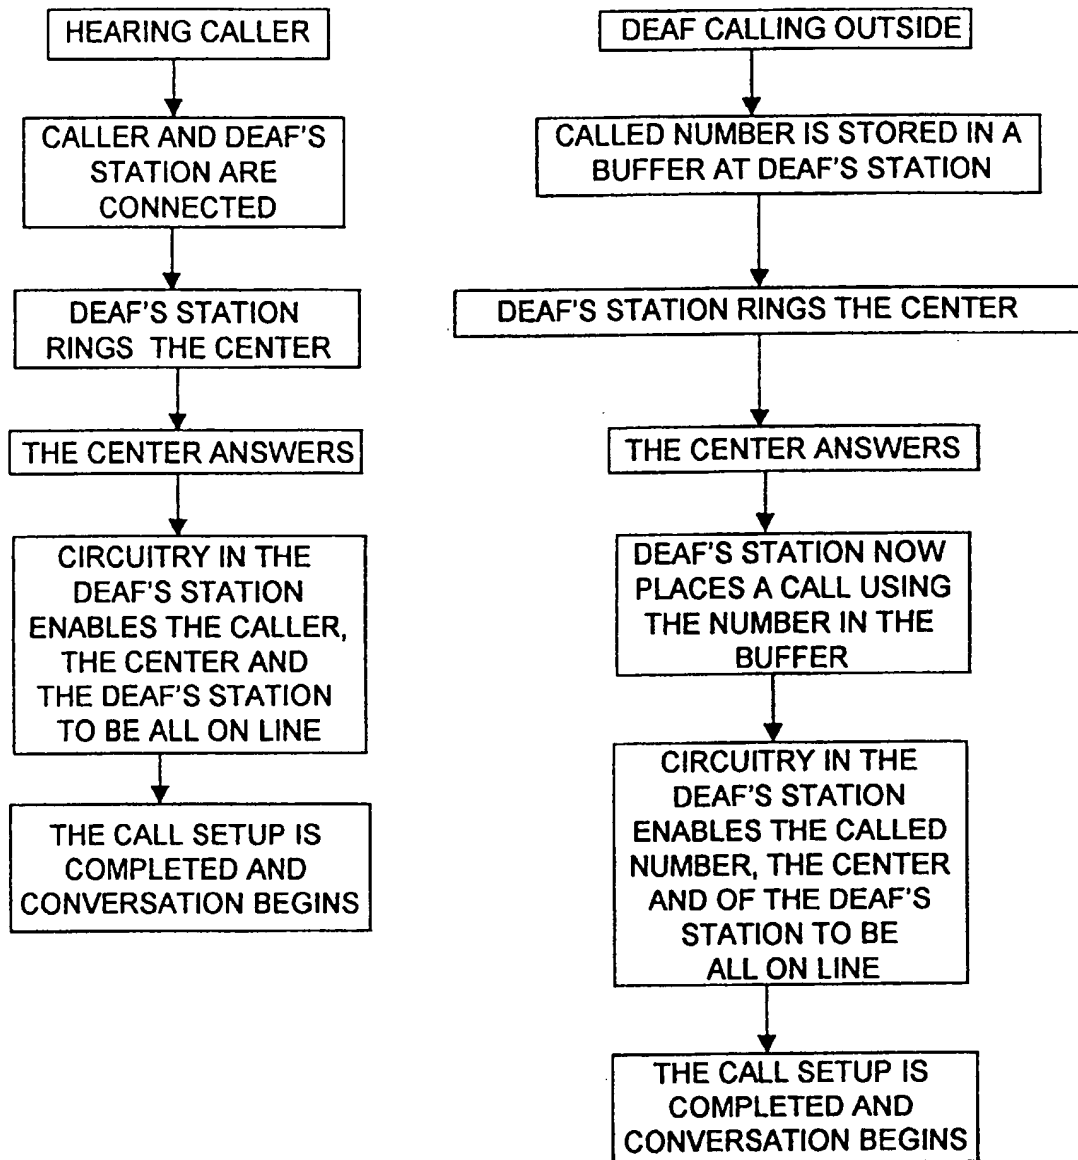 HEARING CALLER
CALLER AND DEAF'S
STATION ARE
CONNECTED
DEAF'S STATION
RINGS THE CENTER
THE CENTER ANSWERS
CIRCUITRY IN THE
DEAF'S STATION
ENABLES THE CALLER,
THE CENTER AND
THE DEAF'S STATION
TO BE ALL ON LINE
THE CALL SETUP IS
COMPLETED AND
CONVERSATION BEGINS
DEAF CALLING OUTSIDE
CALLED NUMBER IS STORED IN A
BUFFER AT DEAF'S STATION
DEAF'S STATION RINGS THE CENTER
THE CENTER ANSWERS
DEAF'S STATION NOW
PLACES A CALL USING
THE NUMBER IN THE
BUFFER
CIRCUITRY IN THE
DEAF'S STATION
ENABLES THE CALLED
NUMBER, THE CENTER
AND OF THE DEAF'S
STATION TO BE
ALL ON LINE
THE CALL SETUP IS
COMPLETED AND
CONVERSATION BEGINS